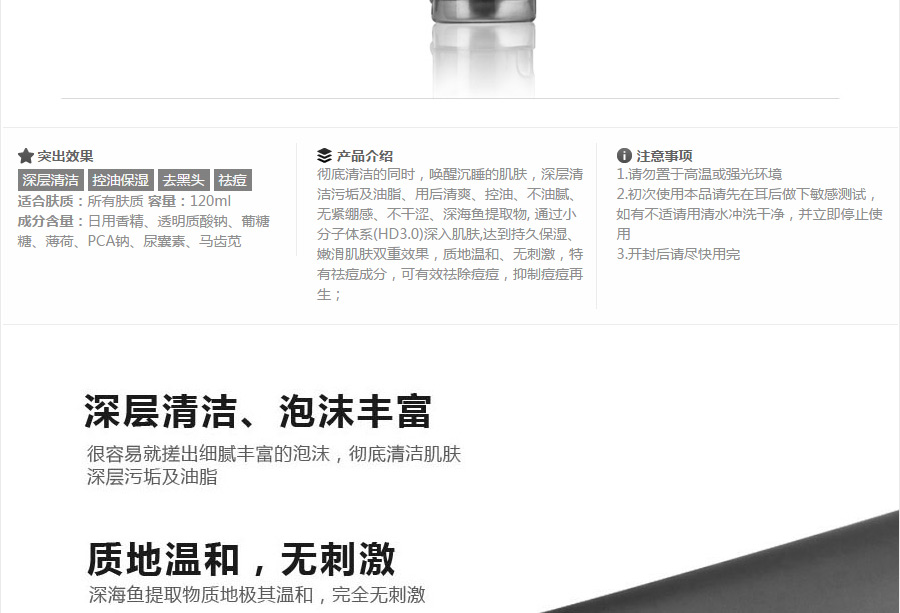 突出效果
深层清洁 控油保湿 去黑头 祛痘
适合肤质：所有肤质 容量：120ml
成分含量：日用香精、透明质酸钠、葡糖
糖、薄荷、PCA钠、尿囊素、马齿苋
产品介绍
彻底清洁的同时，唤醒沉睡的肌肤，深层清
洁污垢及油脂、用后清爽、控油、不油腻、
无紧绷感、不干涩、深海鱼提取物, 通过小
分子体系(HD3.0)深入肌肤,达到持久保湿、
嫩滑肌肤双重效果，质地温和、无刺激，特
有祛痘成分，可有效祛除痘痘，抑制痘痘再
生；
注意事项
1.请勿置于高温或强光环境
2.初次使用本品请先在耳后做下敏感测试，
如有不适请用清水冲洗干净，并立即停止使
用
3.开封后请尽快用完
深层清洁、泡沫丰富
很容易就搓出细腻丰富的泡沫，彻底清洁肌肤
深层污垢及油脂
质地温和，无刺激
深海鱼提取物质地极其温和，完全无刺激